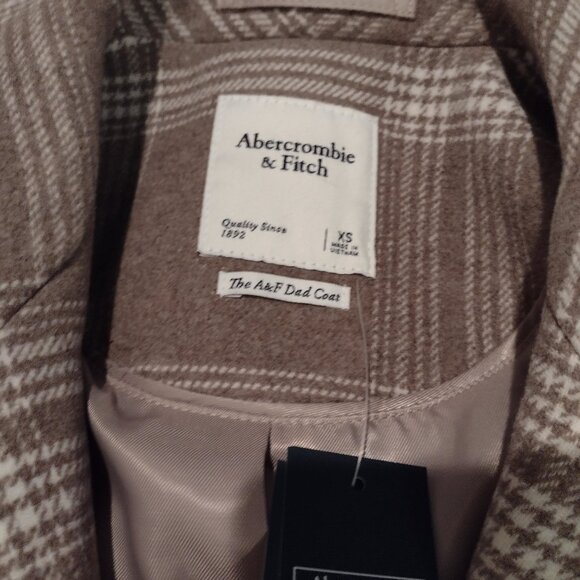 Abercrombie
& Fitch
Quality Since
1892
XS
MADE IN
VIETNAM
The A&F Dad Coat